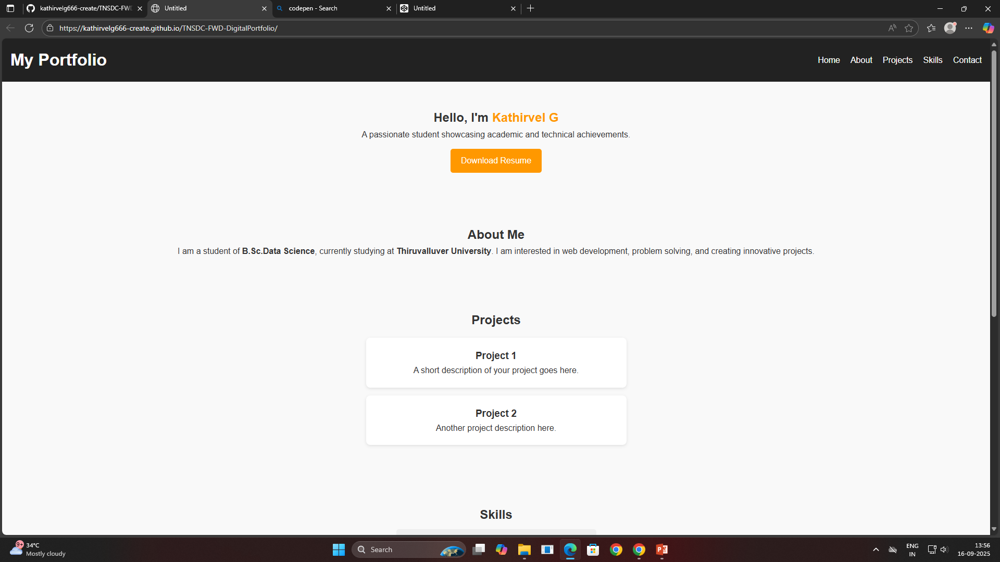 kathirvelg666-create/TNSDC-FWD
Untitled
codepen - Search
Untitled
https://kathirvelg666-create.github.io/TNSDC-FWD-DigitalPortfolio/
My Portfolio
Home About Projects Skills Contact
Hello, I'm Kathirvel G
A passionate student showcasing academic and technical achievements.
Download Resume
About Me
I am a student of B.Sc.Data Science, currently studying at Thiruvalluver University. I am interested in web development, problem solving, and creating innovative projects.
Projects
Project 1
A short description of your project goes here.
Project 2
Another project description here.
Skills
9+
34°C
Mostly cloudy
Search
ENG
IN
13:56
16-09-2025